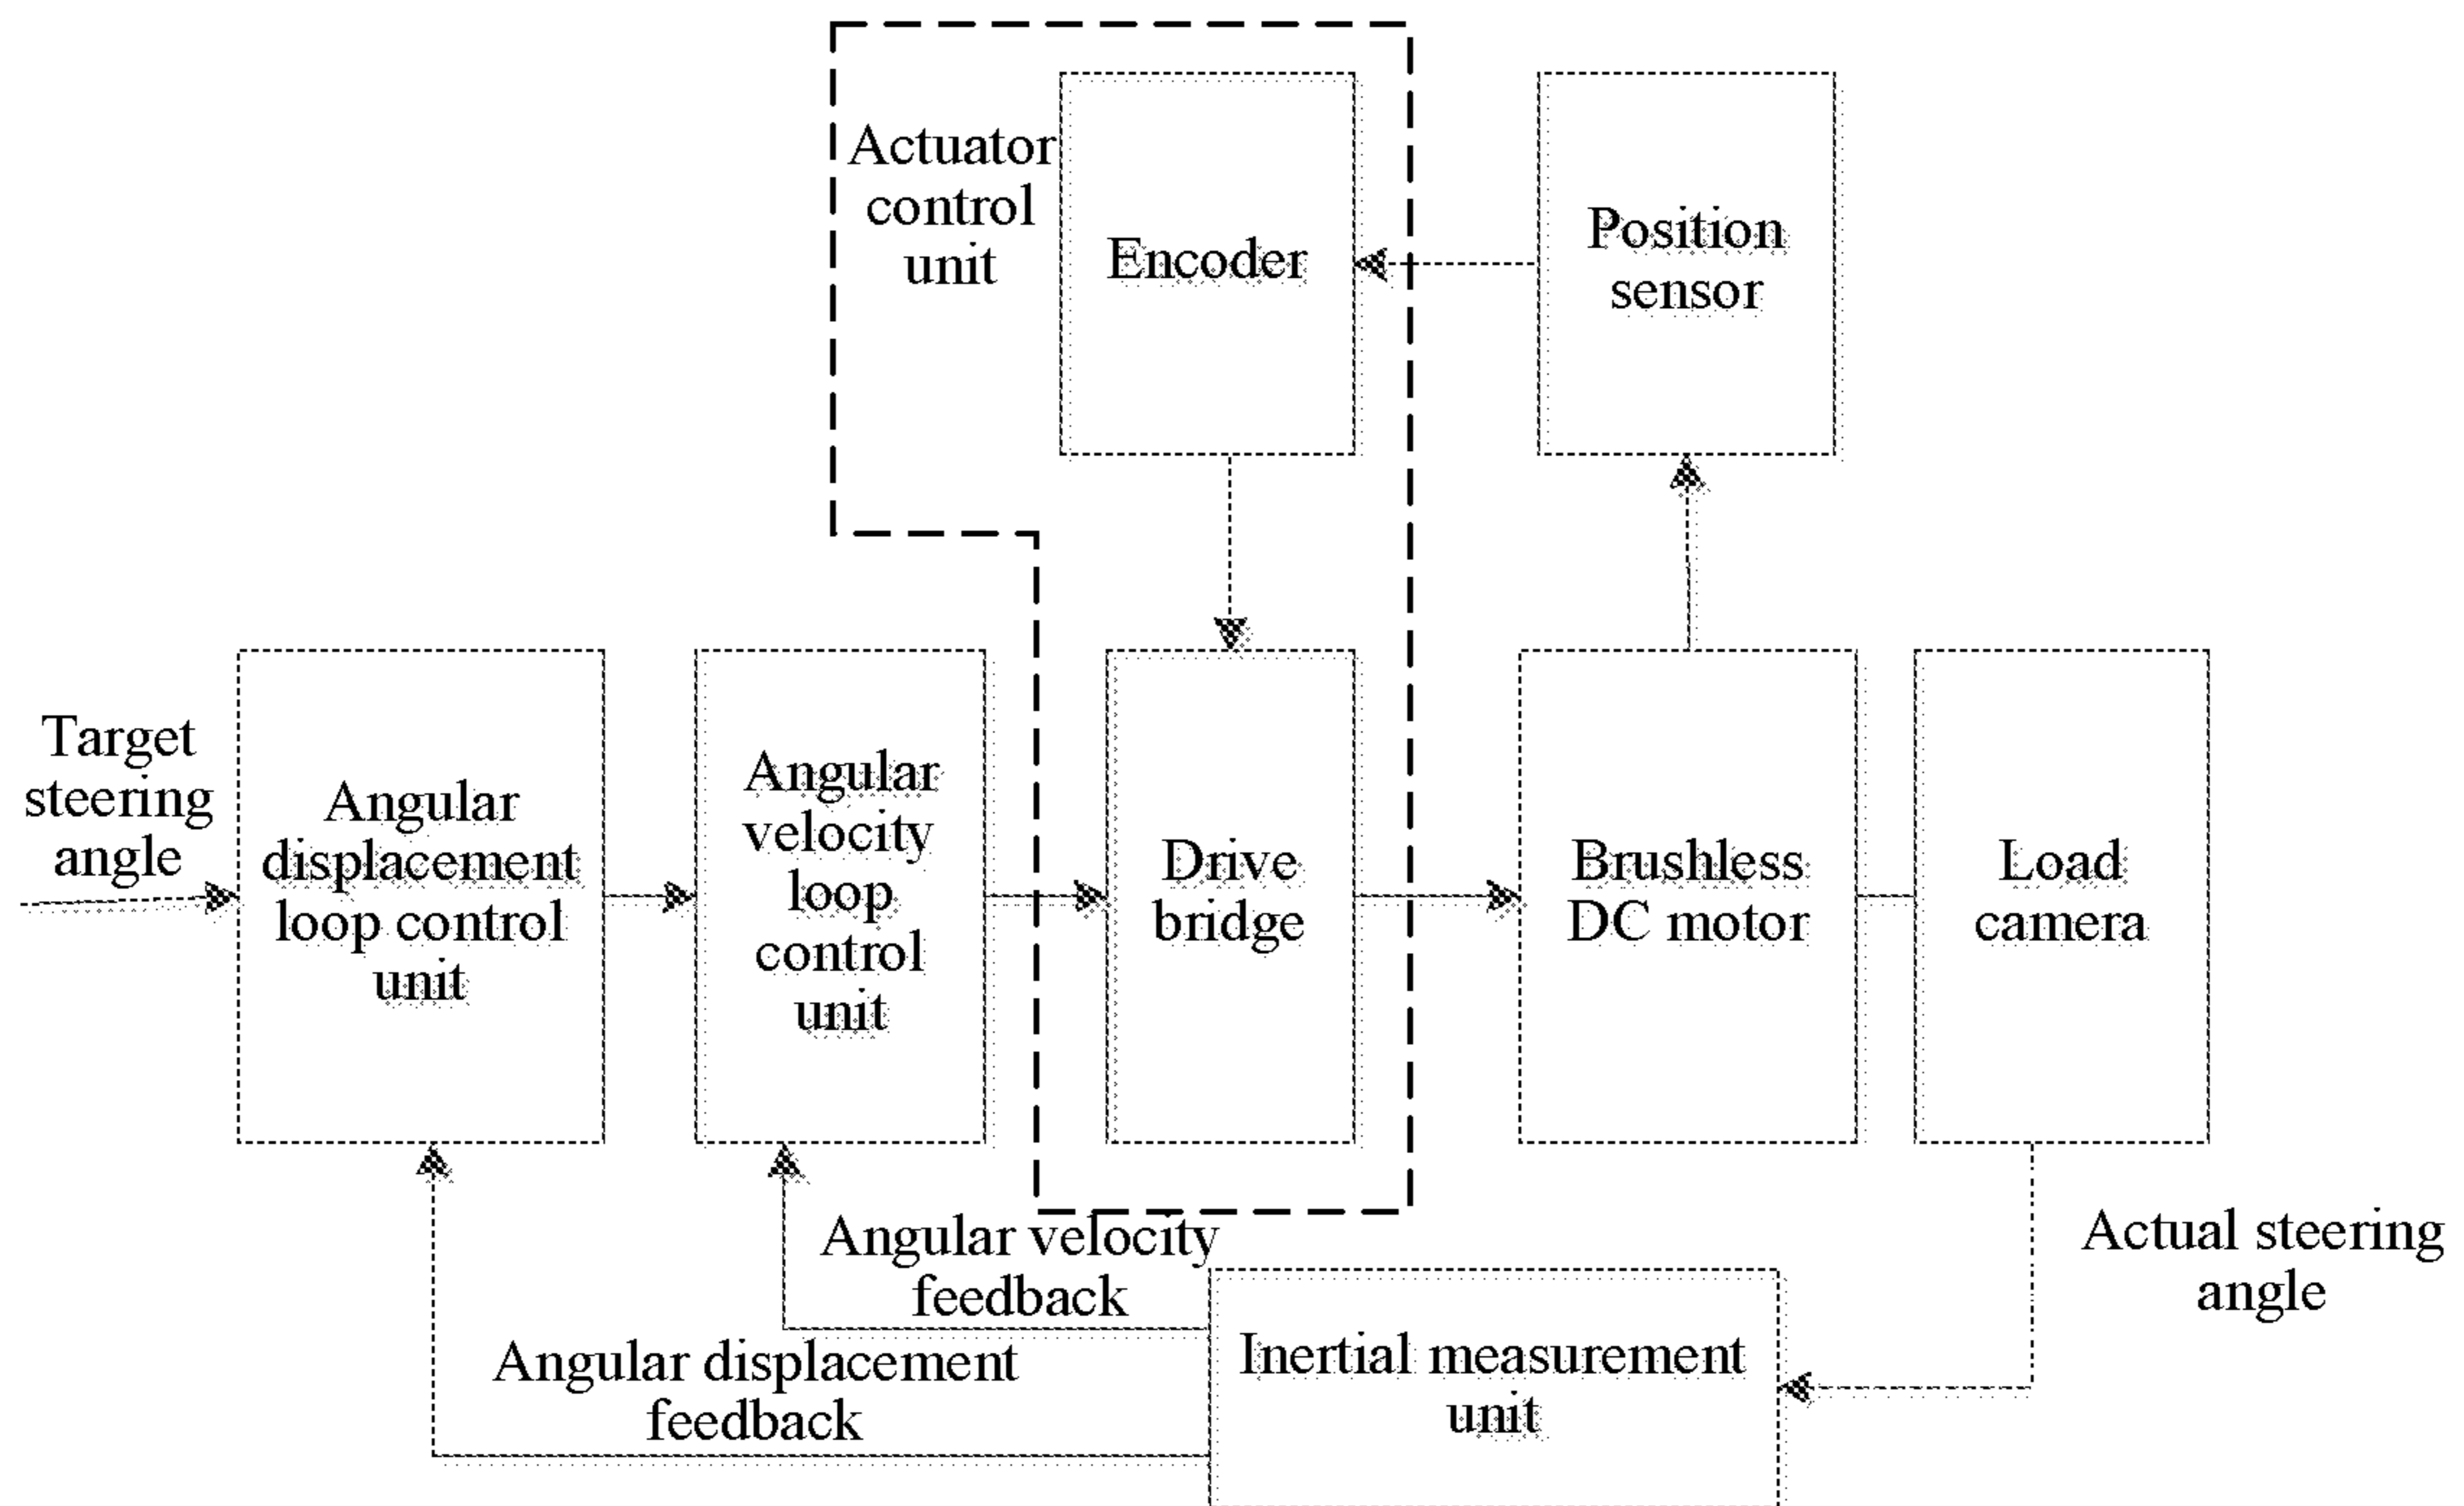 Actuator
control
unit
Encoder
Position
sensor
Target
steering
angle
Angular
displacement
loop control
unit
Angular
velocity
loop
control
unit
Drive
bridge
Brushless
DC motor
Load
camera
Angular velocity
feedback
Actual steering
angle
Angular displacement
feedback
Inertial measurement
unit